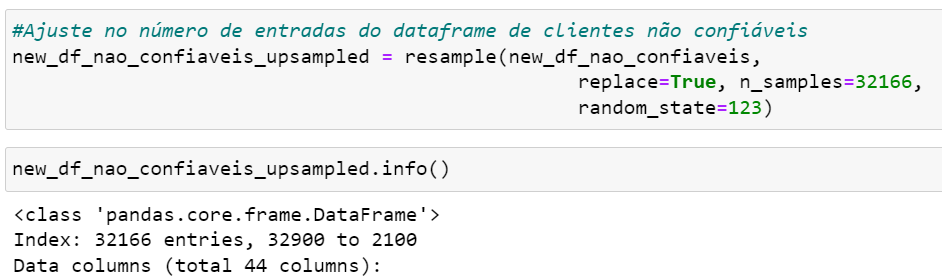 #Ajuste no número de entradas do dataframe de clientes não confiáveis
new_df_nao_confiaveis_upsampled = resample(new_df_nao_confiaveis,
replace=True, n_samples=32166,
random_state=123)
new_df_nao_confiaveis_upsampled.info()
<class 'pandas.core.frame.DataFrame'>
Index: 32166 entries, 32900 to 2100
Data columns (total 44 columns):